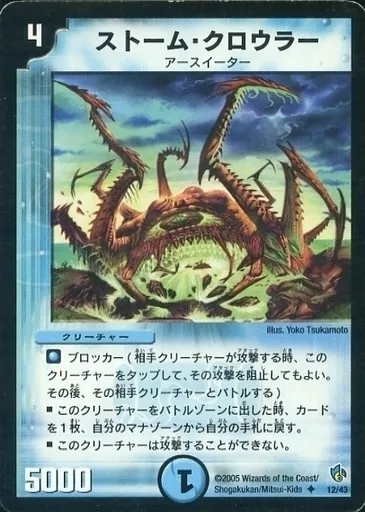 4
ストーム・クロウラー
アースイーター
illus. Yoko Tsukamoto
クリーチャー
ブロッカー(相手クリーチャーが攻撃する時、この
クリーチャーをタップして、その攻撃を阻止してもよい。
その後、その相手クリーチャーとバトルする)
■このクリーチャーをバトルゾーンに出した時、カード
を1枚、自分のマナゾーンから自分の手札に戻す。
■このクリーチャーは攻撃することができない。
5000
1
©2005 Wizards of the Coast/
Shogakukan/Mitsui-Kids
12/43